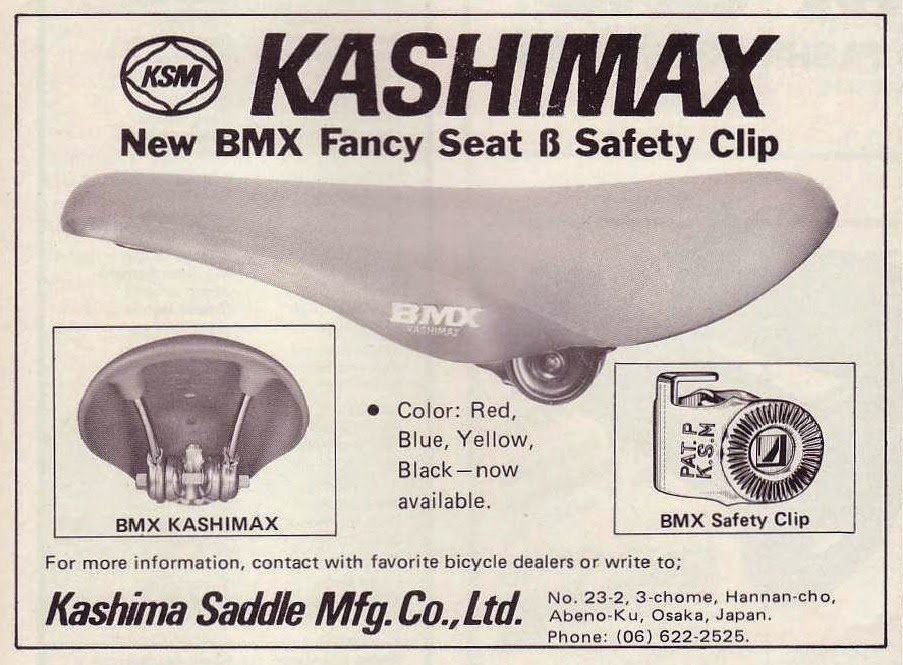 KSM
KASHIMAX
New BMX Fancy Seat ß Safety Clip
BMX
KASHIMAX
• Color: Red,
Blue, Yellow,
Black—now
available.
BMX KASHIMAX
PAT. P
K.S.M
BMX Safety Clip
For more information, contact with favorite bicycle dealers or write to;
Kashima Saddle Mfg. Co., Ltd.
No. 23-2, 3-chome, Hannan-cho,
Abeno-Ku, Osaka, Japan.
Phone: (06) 622-2525.